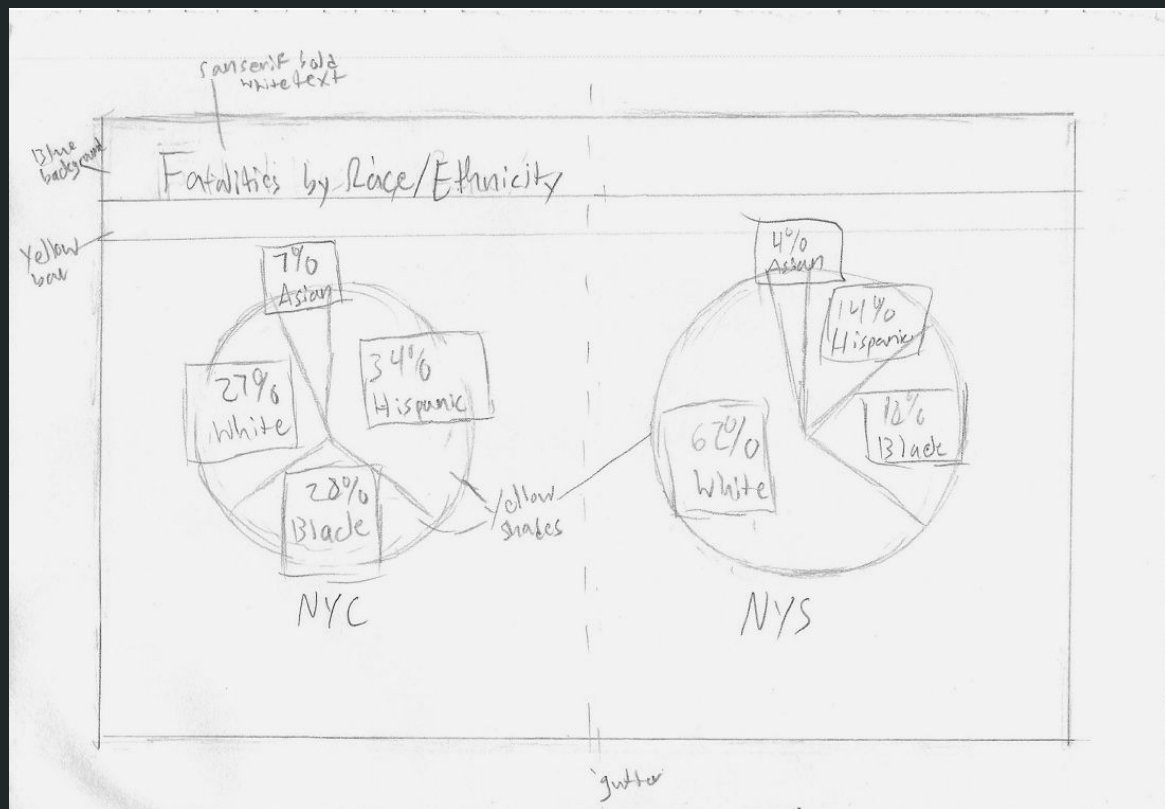 sanserif bold
white text
Blue
background
Fatalities by Race/Ethnicity
Yellow
bar
7%
Asian
34%
Hispanic
27%
White
28%
Black
NYC
Yellow
shades
4%
Asian
14%
Hispanic
Black
62%
White
NYS
gutter